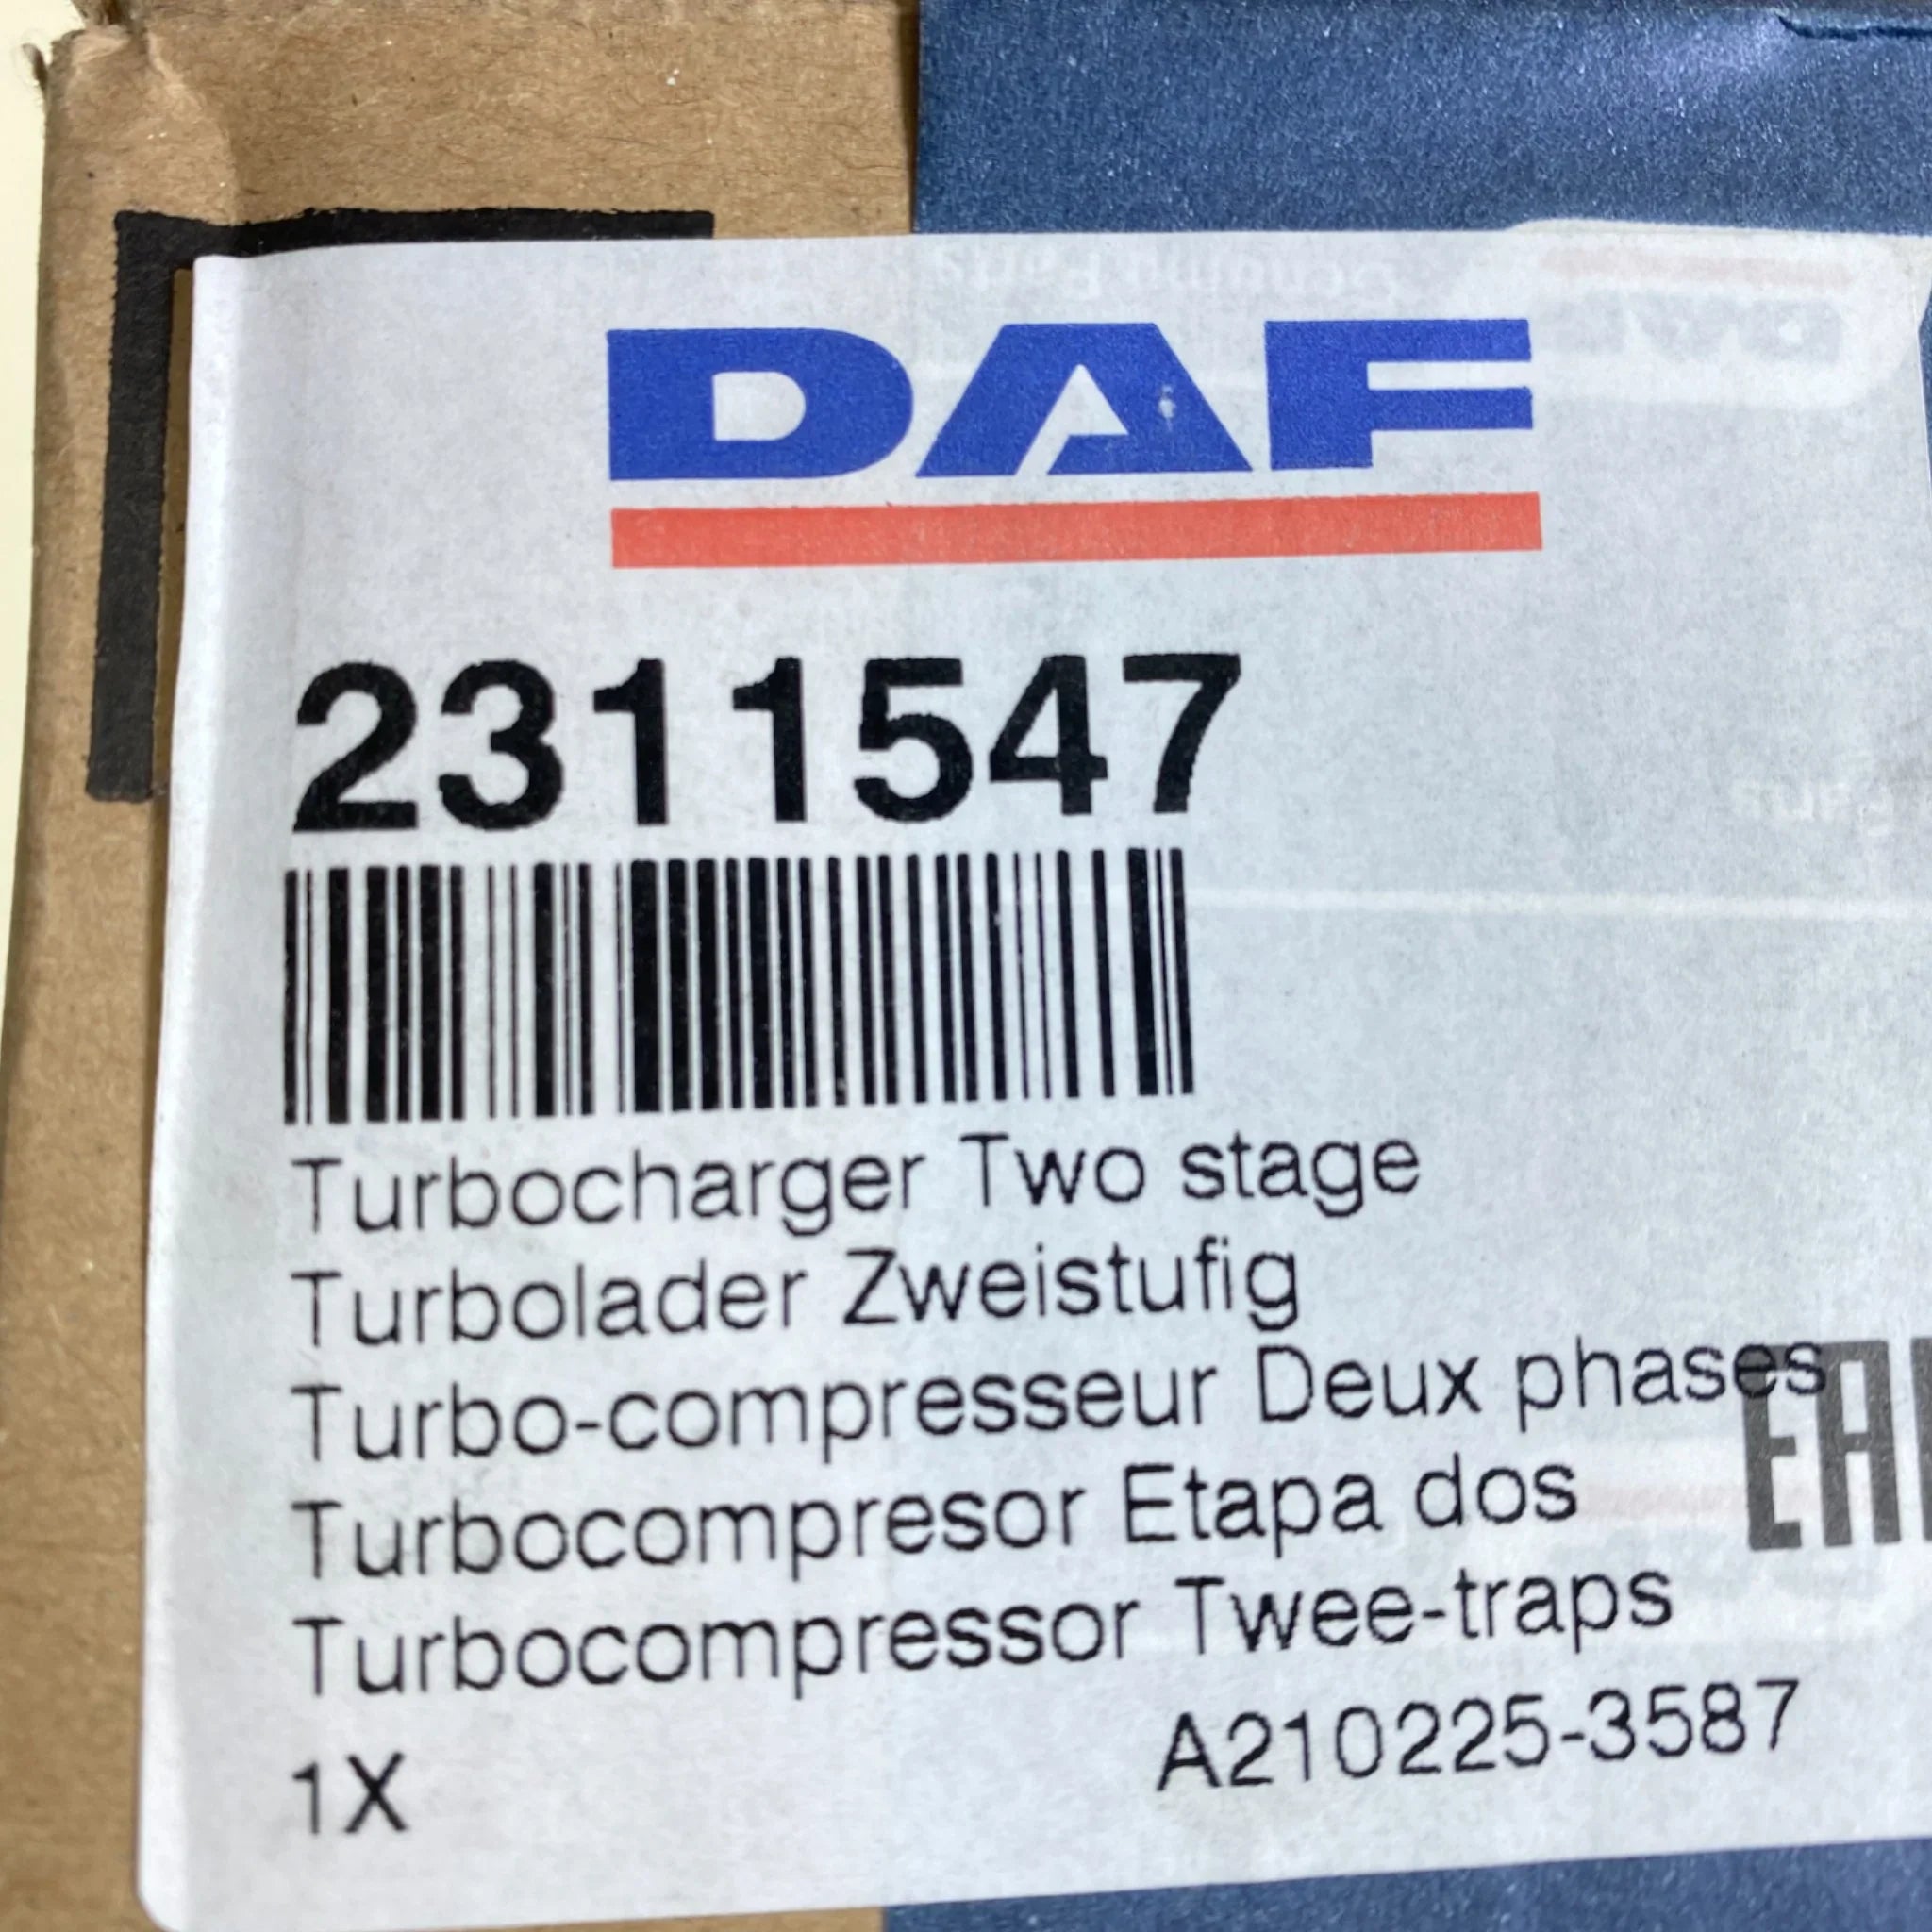 DAF
2311547
Turbocharger Two stage
Turbolader Zweistufig
Turbo-compresseur Deux phases
Turbocompresor Etapa dos
Turbocompressor Twee-traps
1X A210225-3587